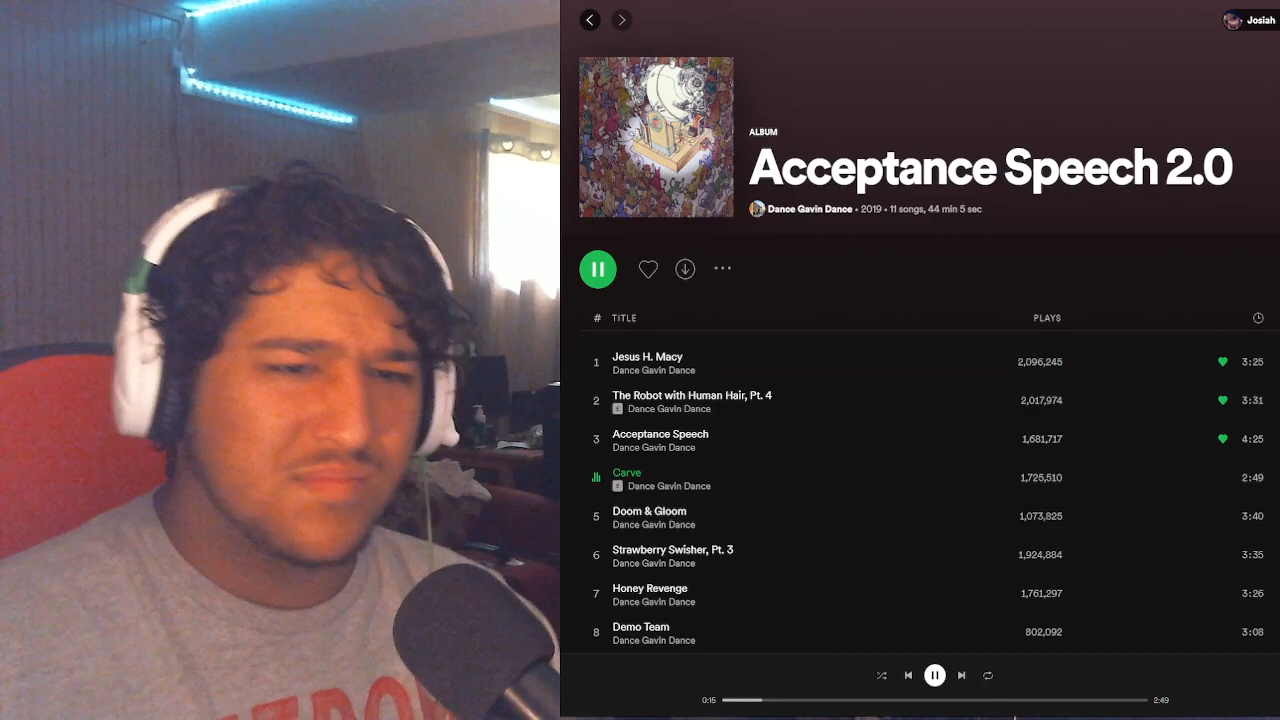 Josiah
ALBUM
Acceptance Speech 2.0
Dance Gavin Dance • 2019 • 11 songs, 44 min 5 sec
# TITLE PLAYS
1 Jesus H. Macy 2,096,245 3:25
Dance Gavin Dance
2 The Robot with Human Hair, Pt. 4 2,017,974 3:31
E Dance Gavin Dance
3 Acceptance Speech 1,681,717 4:25
Dance Gavin Dance
Carve 1,725,510 2:49
E Dance Gavin Dance
5 Doom & Gloom 1,073,825 3:40
Dance Gavin Dance
6 Strawberry Swisher, Pt. 3 1,924,884 3:35
Dance Gavin Dance
7 Honey Revenge 1,761,297 3:26
Dance Gavin Dance
8 Demo Team 802,092 3:08
Dance Gavin Dance
0:15 2:49